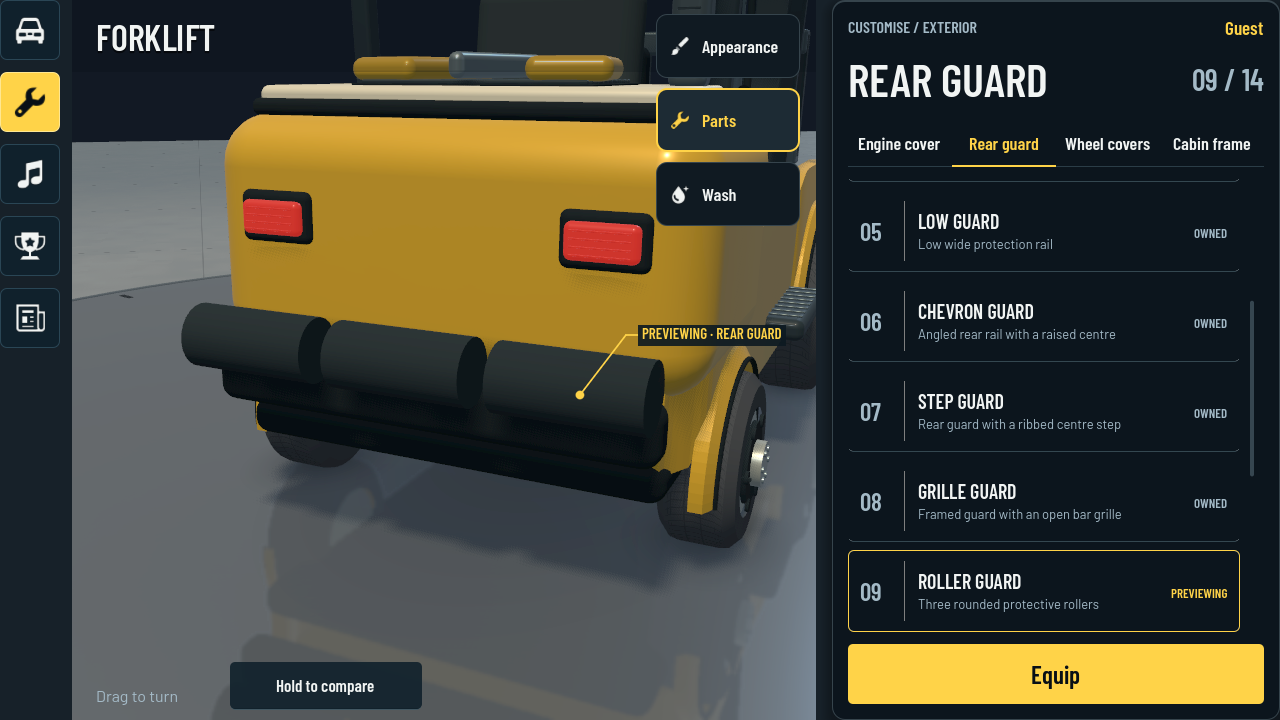 FORKLIFT
Appearance
Parts
Wash
PREVIEWING · REAR GUARD
Drag to turn
Hold to compare
CUSTOMISE / EXTERIOR
Guest
REAR GUARD
09 / 14
Engine cover
Rear guard
Wheel covers
Cabin frame
05
LOW GUARD
Low wide protection rail
OWNED
06
CHEVRON GUARD
Angled rear rail with a raised centre
OWNED
07
STEP GUARD
Rear guard with a ribbed centre step
OWNED
08
GRILLE GUARD
Framed guard with an open bar grille
OWNED
09
ROLLER GUARD
Three rounded protective rollers
PREVIEWING
Equip